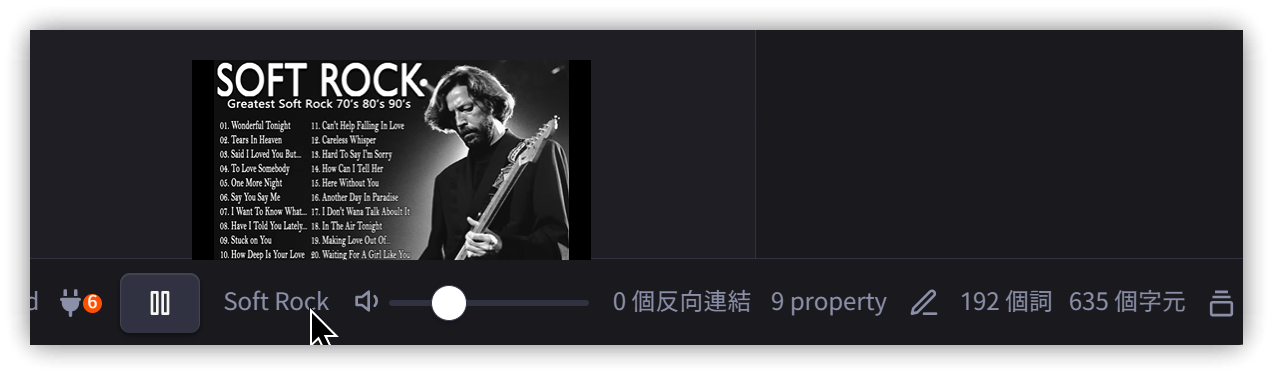 SOFT ROCK
Greatest Soft Rock 70's 80's 90's
01. Wonderful Tonight
02. Tears In Heaven
03. Said I Loved You But...
04. To Love Somebody
05. One More Night
06. Say You Say Me
07. I Want To Know What...
08. Have I Told You Lately...
09. Stuck on You
10. How Deep Is Your Love
11. Can't Help Falling In Love
12. Careless Whisper
13. Hard To Say I'm Sorry
14. How Can I Tell Her
15. Here Without You
16. Another Day In Paradise
17. I Don't Wana Talk Aboult It
18. In The Air Tonight
19. Making Love Out Of...
20. Waiting For A Girl Like You
d 6 Soft Rock 0 個反向連結 9 property 192 個詞 635 個字元